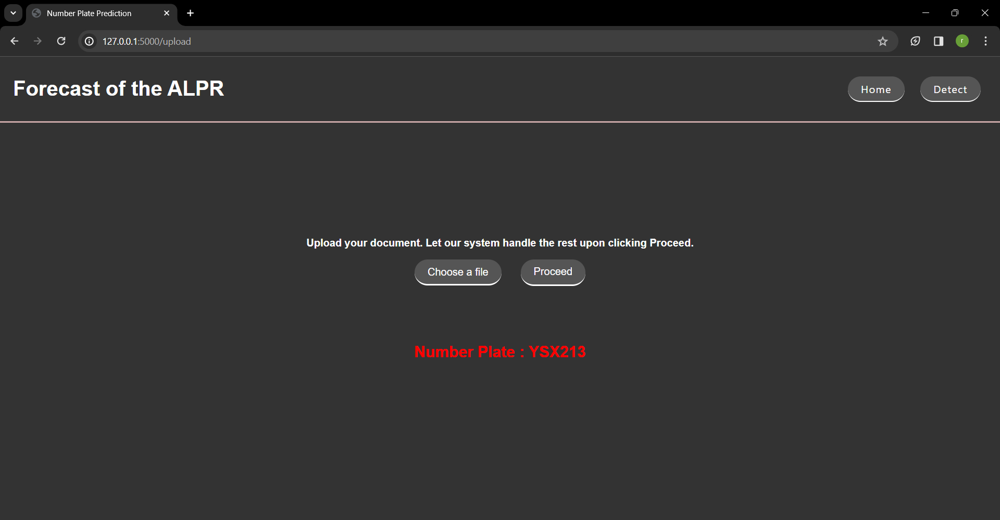 Number Plate Prediction
127.0.0.1:5000/upload
r
Forecast of the ALPR
Home
Detect
Upload your document. Let our system handle the rest upon clicking Proceed.
Choose a file
Proceed
Number Plate : YSX213